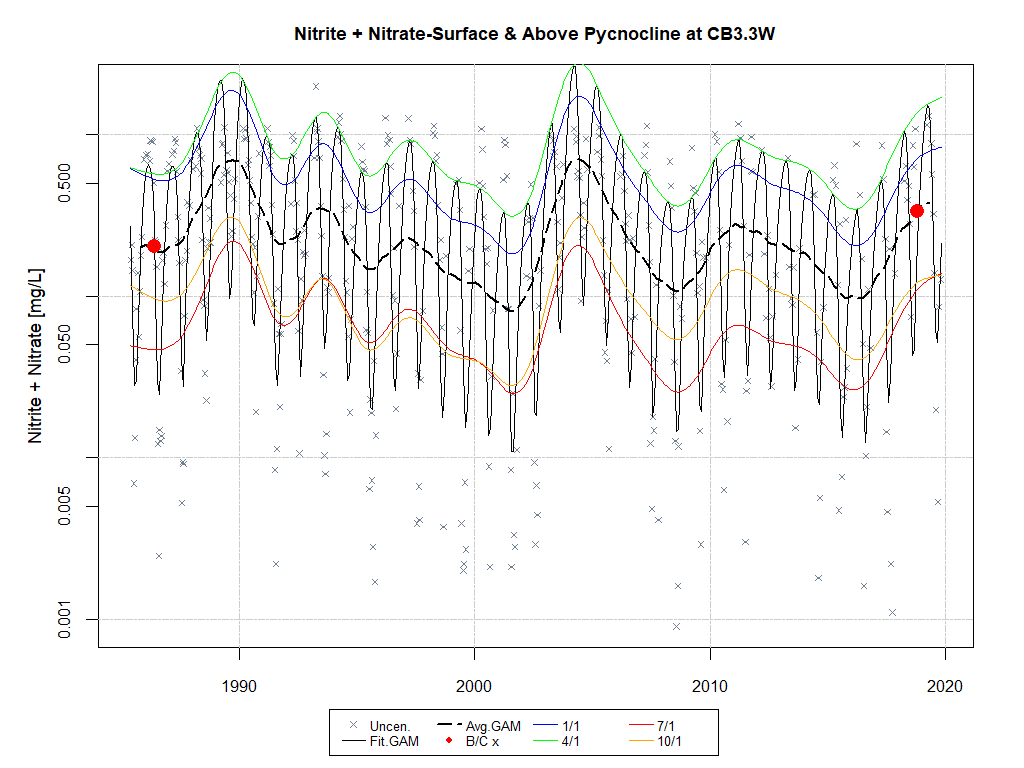 Nitrite + Nitrate-Surface & Above Pycnocline at CB3.3W
Nitrite + Nitrate [mg/L]
0.500
0.050
0.005
0.001
1990 2000 2010 2020
Uncen. Avg.GAM 1/1 7/1
Fit.GAM B/C x 4/1 10/1